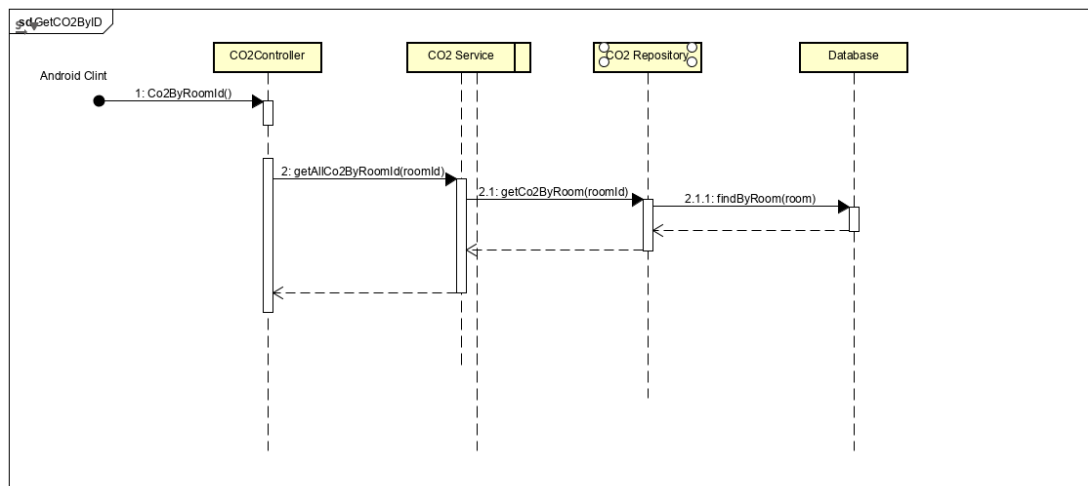 sd GetCO2ByID
CO2Controller
CO2 Service
CO2 Repository
Database
Android Clint
1: Co2ByRoomId()
2: getAllCo2ByRoomId(roomId)
2.1: getCo2ByRoom(roomId)
2.1.1: findByRoom(room)